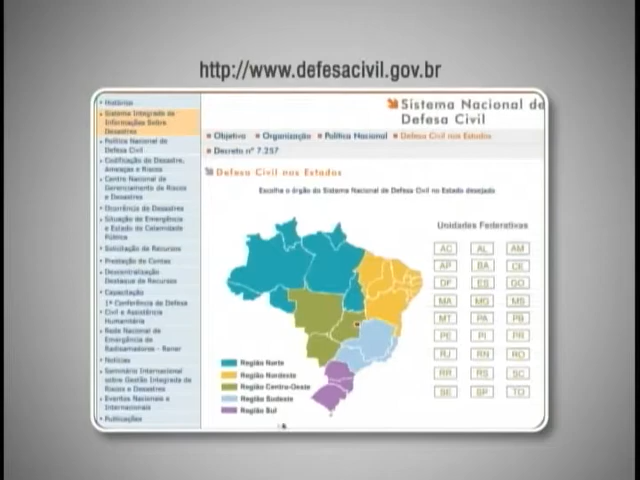 http://www.defesacivil.gov.br
Histórico
Sistema Integrado de
Informações Sobre
Desastres
Política Nacional de
Defesa Civil
Codificação de Desastre,
Ameaças e Riscos
Centro Nacional de
Gerenciamento de Riscos
e Desastres
Ocorrência de Desastres
Situação de Emergência
e Estado de Calamidade
Pública
Solicitação de Recursos
Prestação de Contas
Descentralização
Destaque de Recursos
Capacitação
1ª Conferência de Defesa
Civil e Assistência
Humanitária
Rede Nacional de
Emergência de
Radioamadores - Rener
Notícias
Seminário Internacional
sobre Gestão Integrada de
Riscos e Desastres
Eventos Nacionais e
Internacionais
Publicações
Sistema Nacional de
Defesa Civil
Objetivo Organização Política Nacional Defesa Civil nos Estados
Decreto nº 7.257
Defesa Civil nos Estados
Escolha o órgão do Sistema Nacional de Defesa Civil no Estado desejado
Unidades Federativas
AC AL AM
AP BA CE
DF ES GO
MA MG MS
MT PA PB
PE PI PR
RJ RN RO
RR RS SC
SE SP TO
Região Norte
Região Nordeste
Região Centro-Oeste
Região Sudeste
Região Sul